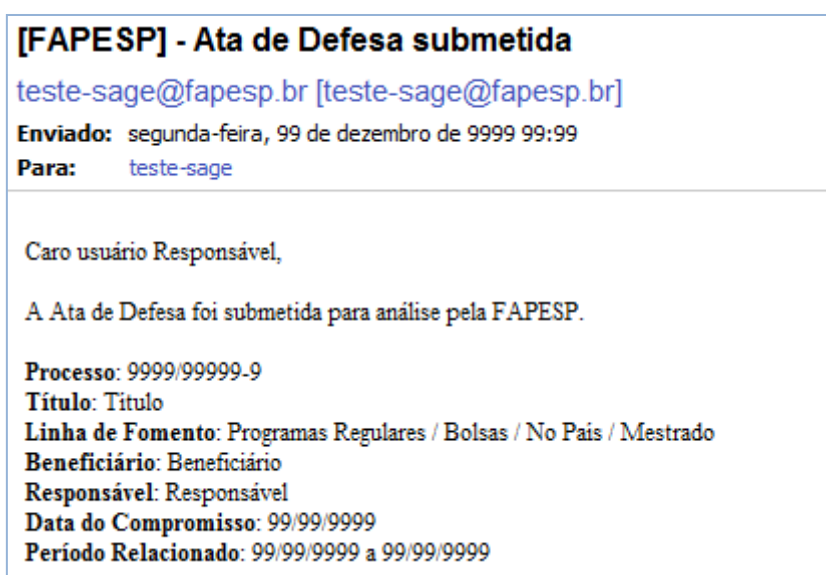 [FAPESP] - Ata de Defesa submetida
teste-sage@fapesp.br [teste-sage@fapesp.br]
Enviado: segunda-feira, 99 de dezembro de 9999 99:99
Para: teste-sage
Caro usuário Responsável,
A Ata de Defesa foi submetida para análise pela FAPESP.
Processo: 9999/99999-9
Título: Titulo
Linha de Fomento: Programas Regulares / Bolsas / No Pais / Mestrado
Beneficiário: Beneficiário
Responsável: Responsável
Data do Compromisso: 99/99/9999
Período Relacionado: 99/99/9999 a 99/99/9999